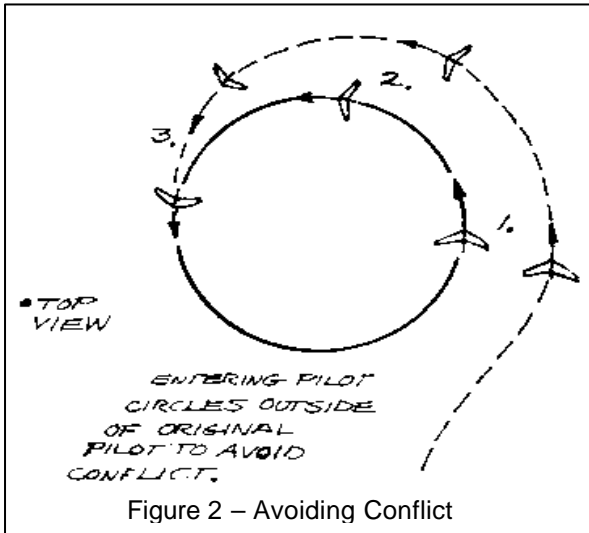 2.
3.
1.
• TOP
VIEW
ENTERING PILOT
CIRCLES OUTSIDE
OF ORIGINAL
PILOT TO AVOID
CONFLICT.
Figure 2 – Avoiding Conflict